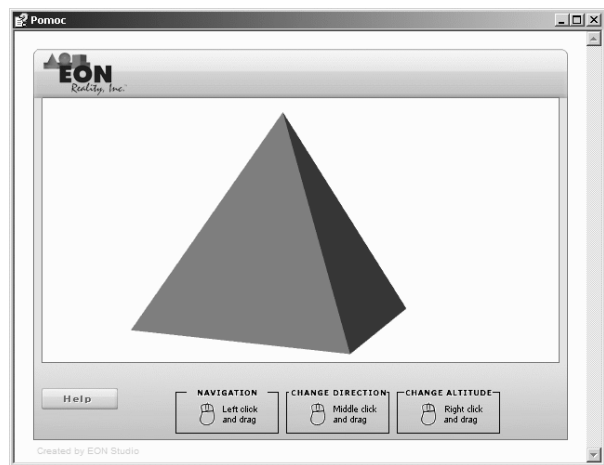 Pomoc
EON
Reality, Inc.
Help
NAVIGATION
Left click
and drag
CHANGE DIRECTION
Middle click
and drag
CHANGE ALTITUDE
Right click
and drag
Created by EON Studio